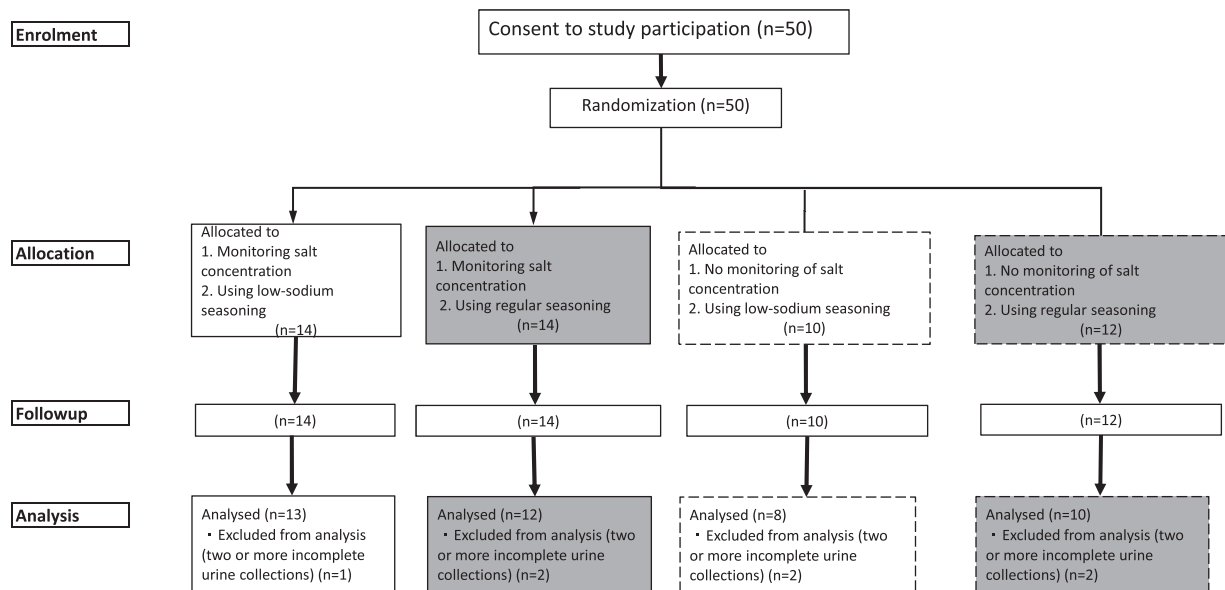 Enrolment
Consent to study participation (n=50)
Randomization (n=50)
Allocation
Allocated to
1. Monitoring salt
concentration
2. Using low-sodium
seasoning
(n=14)
Allocated to
1. Monitoring salt
concentration
2. Using regular seasoning
(n=14)
Allocated to
1. No monitoring of salt
concentration
2. Using low-sodium seasoning
(n=10)
Allocated to
1. No monitoring of salt
concentration
2. Using regular seasoning
(n=12)
Followup
(n=14)
(n=14)
(n=10)
(n=12)
Analysis
Analysed (n=13)
・Excluded from analysis
(two or more incomplete
urine collections) (n=1)
Analysed (n=12)
・Excluded from analysis (two
or more incomplete urine
collections) (n=2)
Analysed (n=8)
・Excluded from analysis (two
or more incomplete urine
collections) (n=2)
Analysed (n=10)
・Excluded from analysis (two
or more incomplete urine
collections) (n=2)